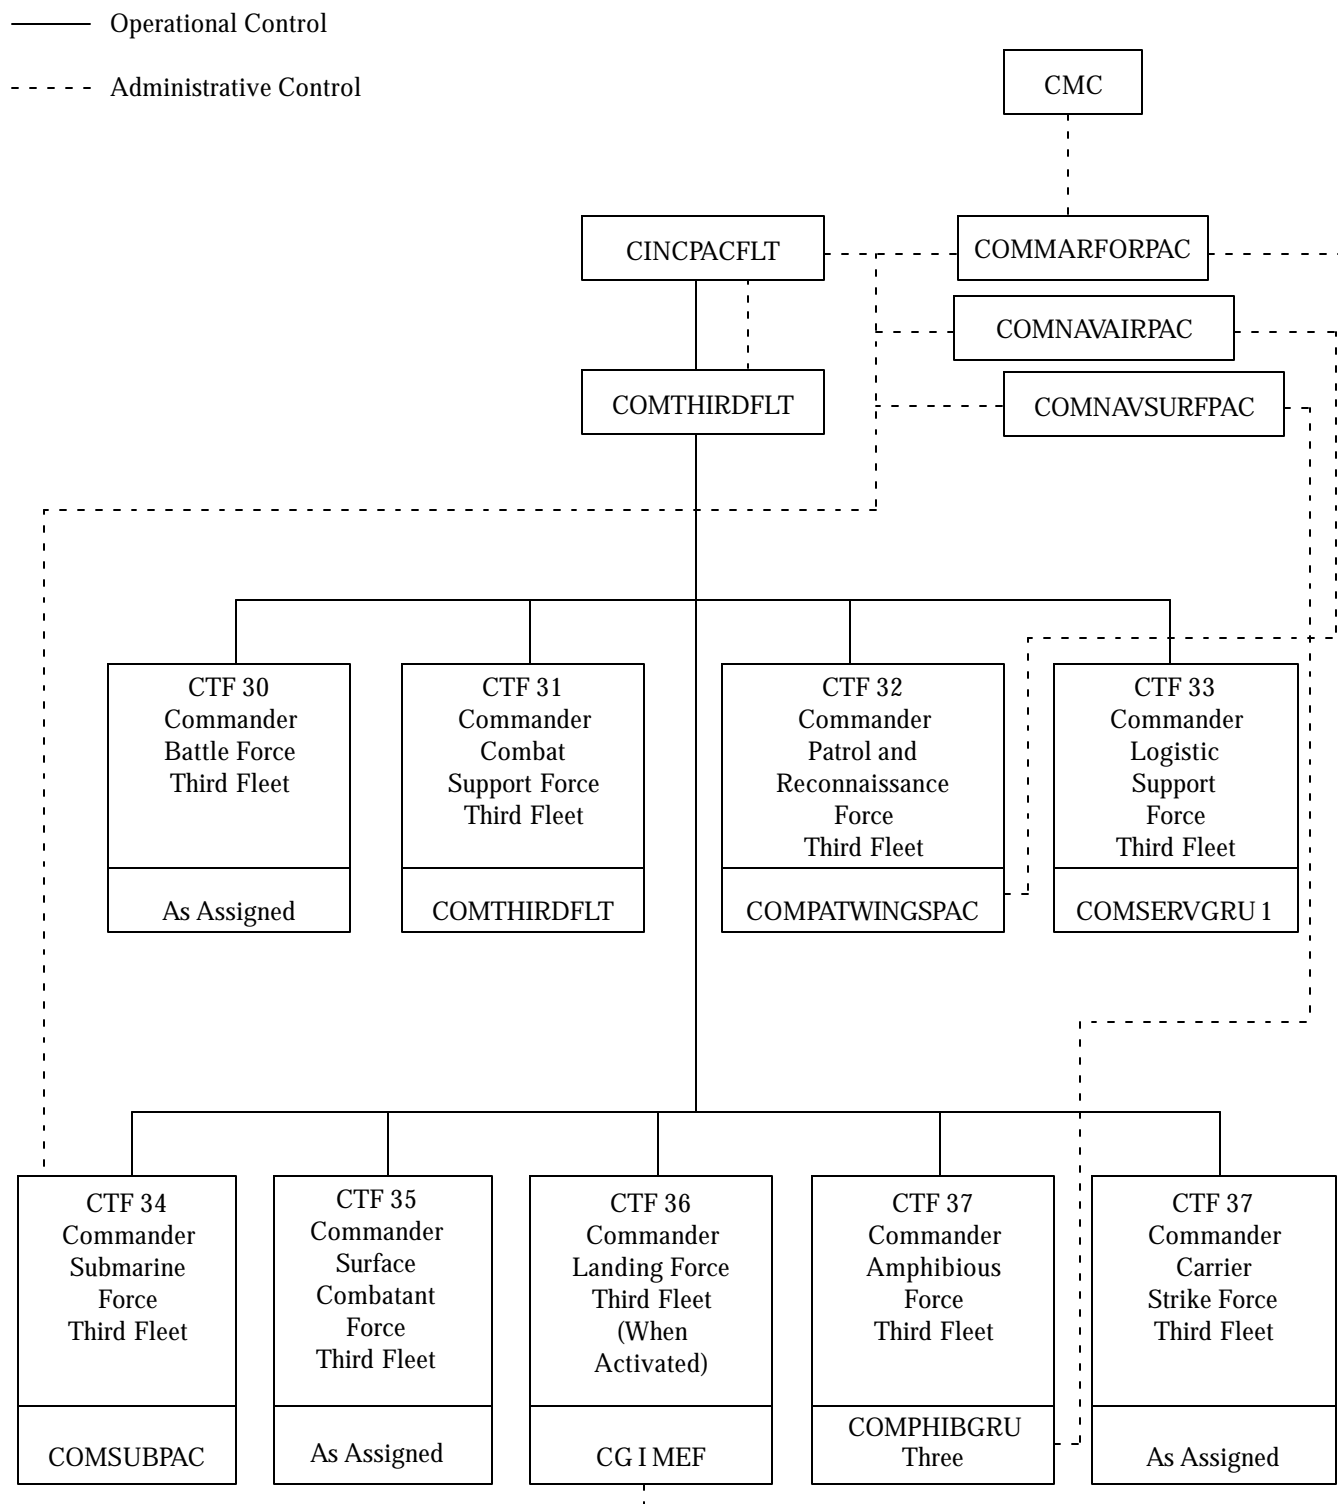 Operational Control
Administrative Control
CMC
CINCPACFLT
COMMARFORPAC
COMNAVAIRPAC
COMTHIRDFLT
COMNAVSURFPAC
CTF 30
Commander
Battle Force
Third Fleet
As Assigned
CTF 31
Commander
Combat
Support Force
Third Fleet
COMTHIRDFLT
CTF 32
Commander
Patrol and
Reconnaissance
Force
Third Fleet
COMPATWINGSPAC
CTF 33
Commander
Logistic
Support
Force
Third Fleet
COMSERVGRU 1
CTF 34
Commander
Submarine
Force
Third Fleet
COMSUBPAC
CTF 35
Commander
Surface
Combatant
Force
Third Fleet
As Assigned
CTF 36
Commander
Landing Force
Third Fleet
(When
Activated)
CG I MEF
CTF 37
Commander
Amphibious
Force
Third Fleet
COMPHIBGRU
Three
CTF 37
Commander
Carrier
Strike Force
Third Fleet
As Assigned